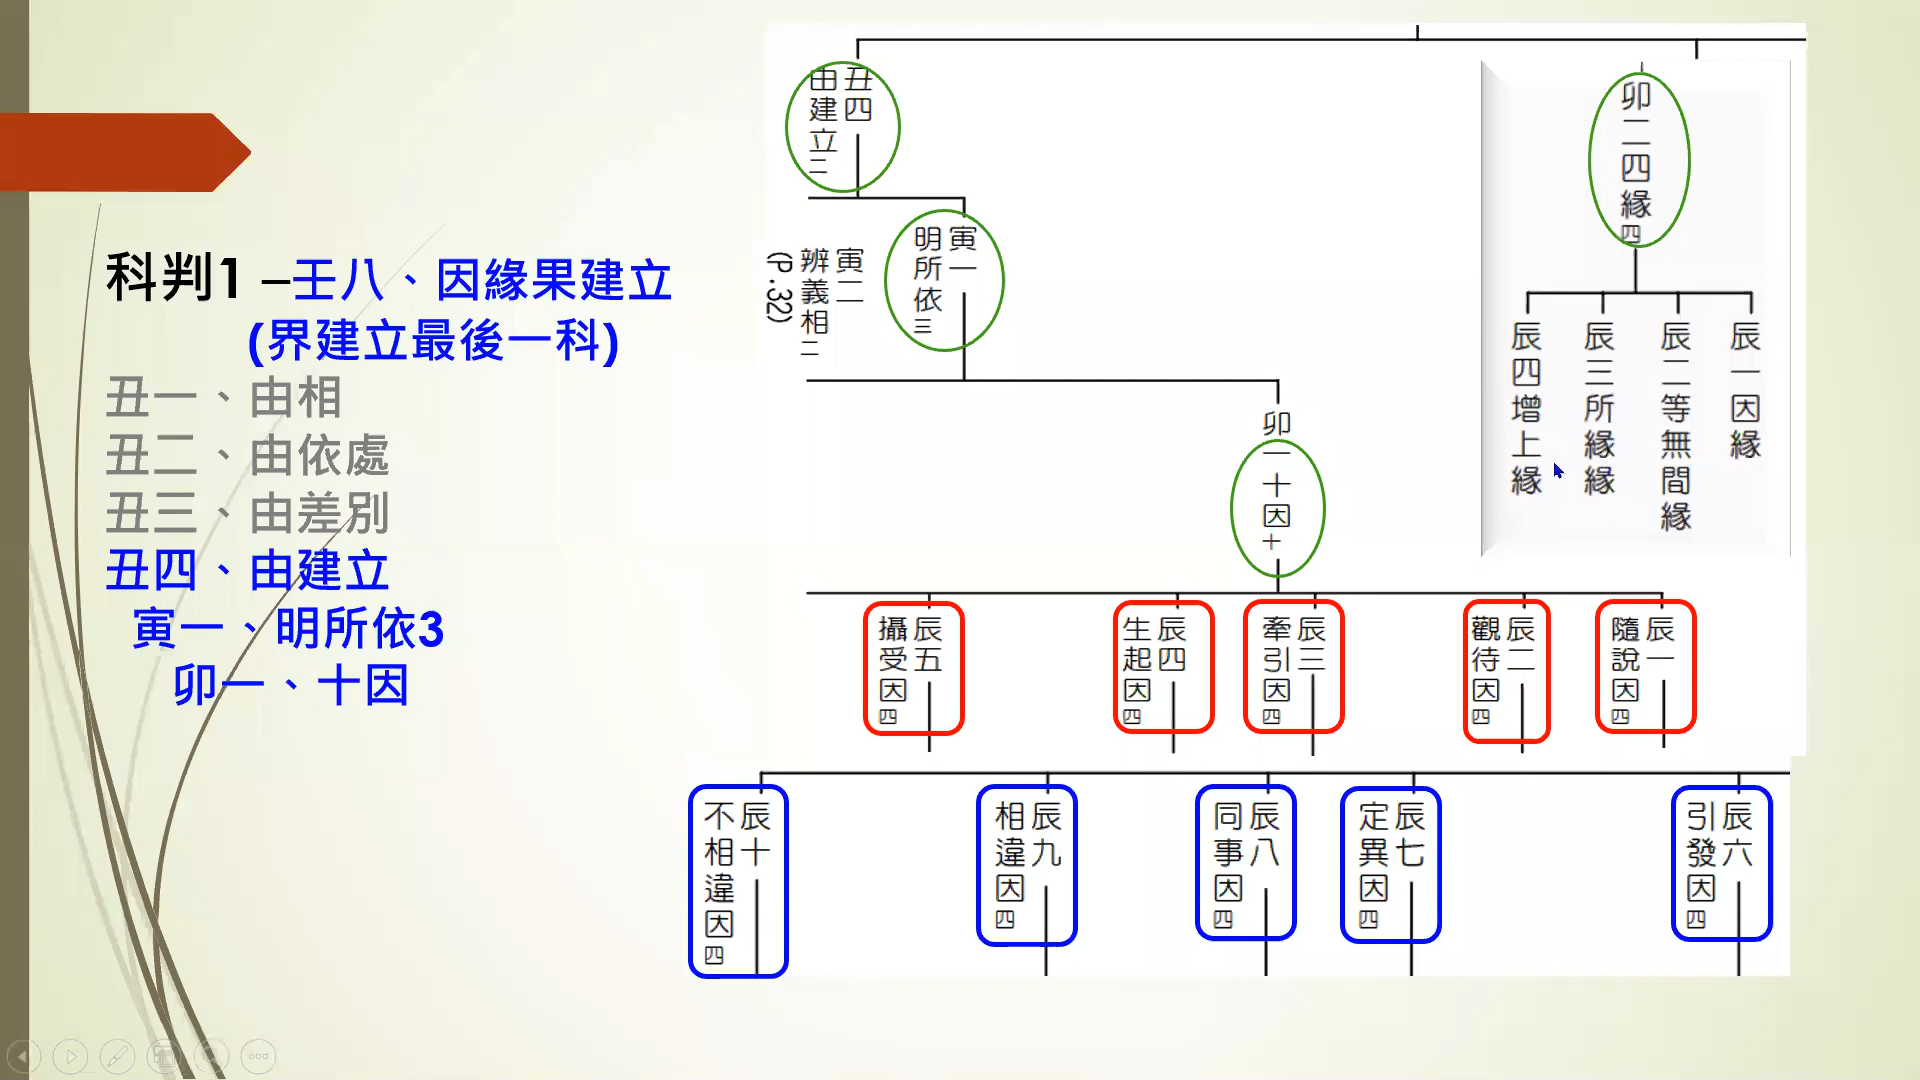 科判1 –壬八、因緣果建立
(界建立最後一科)
丑一、由相
丑二、由依處
丑三、由差別
丑四、由建立
寅一、明所依3
卯一、十因
丑四
由建立二
寅一
明所依三
寅二
辨義相二
(P.32)
卯一十因十
卯二四緣四
辰一因緣
辰二等無間緣
辰三所緣緣
辰四增上緣
辰一
隨說因四
辰二
觀待因四
辰三
牽引因四
辰四
生起因四
辰五
攝受因四
辰六
引發因四
辰七
定異因四
辰八
同事因四
辰九
相違因四
辰十
不相違因四